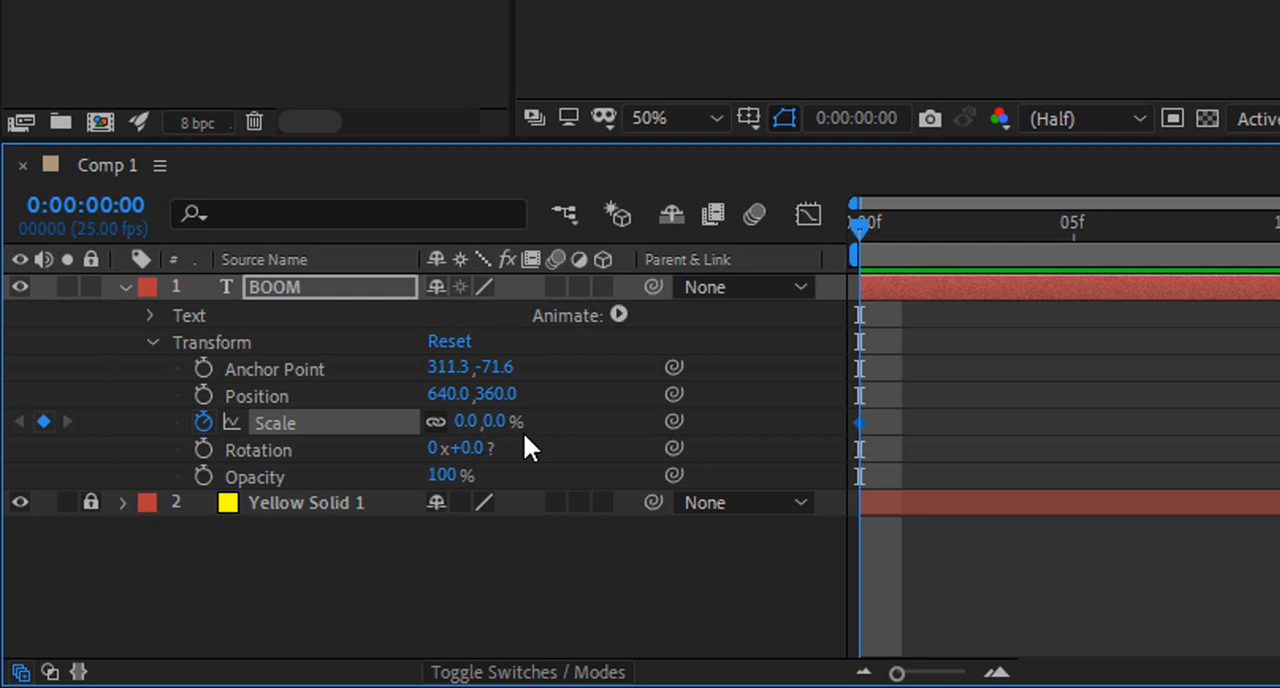 8 bpc
50%
0:00:00:00
(Half)
Active
Comp 1
0:00:00:00
00000 (25.00 fps)
0:00f
05f
#
.
Source Name
fx
Parent & Link
1
T
BOOM
None
Text
Animate:
Transform
Reset
Anchor Point
311.3,-71.6
Position
640.0,360.0
Scale
0.0,0.0 %
Rotation
0 x+0.0 ?
Opacity
100 %
2
Yellow Solid 1
None
Toggle Switches / Modes